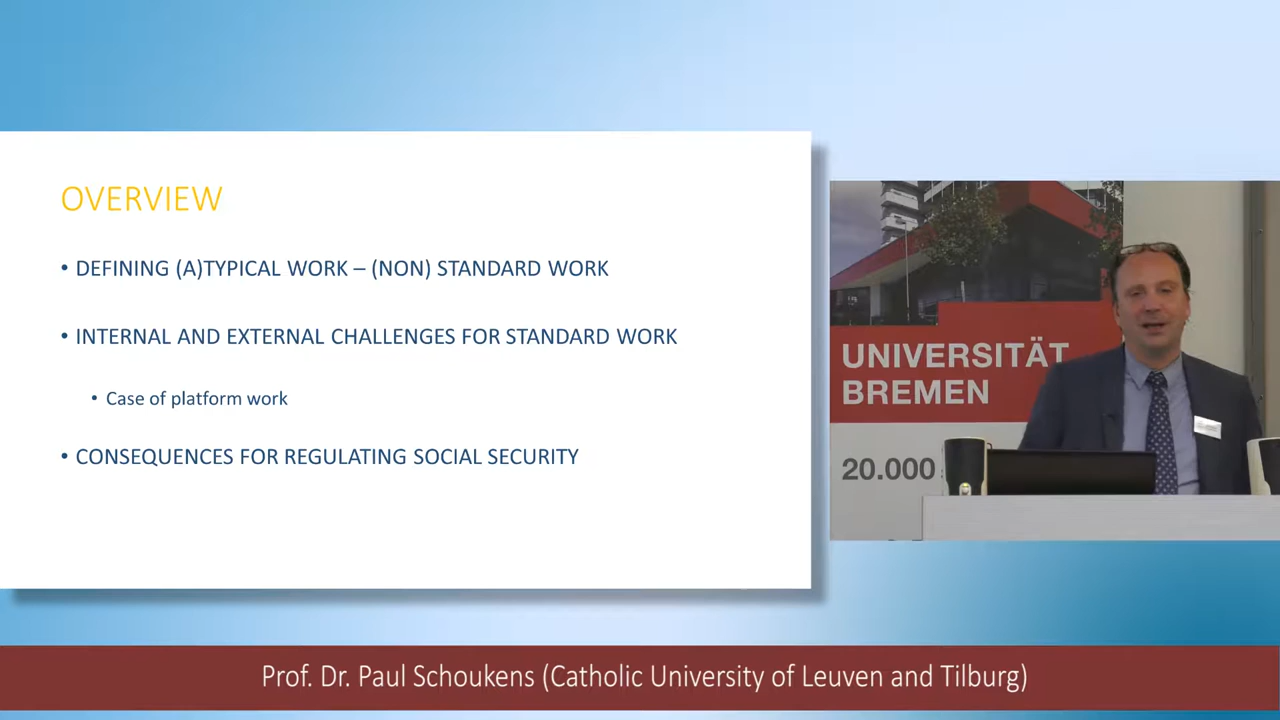 OVERVIEW
• DEFINING (A)TYPICAL WORK – (NON) STANDARD WORK
• INTERNAL AND EXTERNAL CHALLENGES FOR STANDARD WORK
• Case of platform work
• CONSEQUENCES FOR REGULATING SOCIAL SECURITY
UNIVERSITÄT
BREMEN
20.000
Prof. Dr. Paul Schoukens (Catholic University of Leuven and Tilburg)